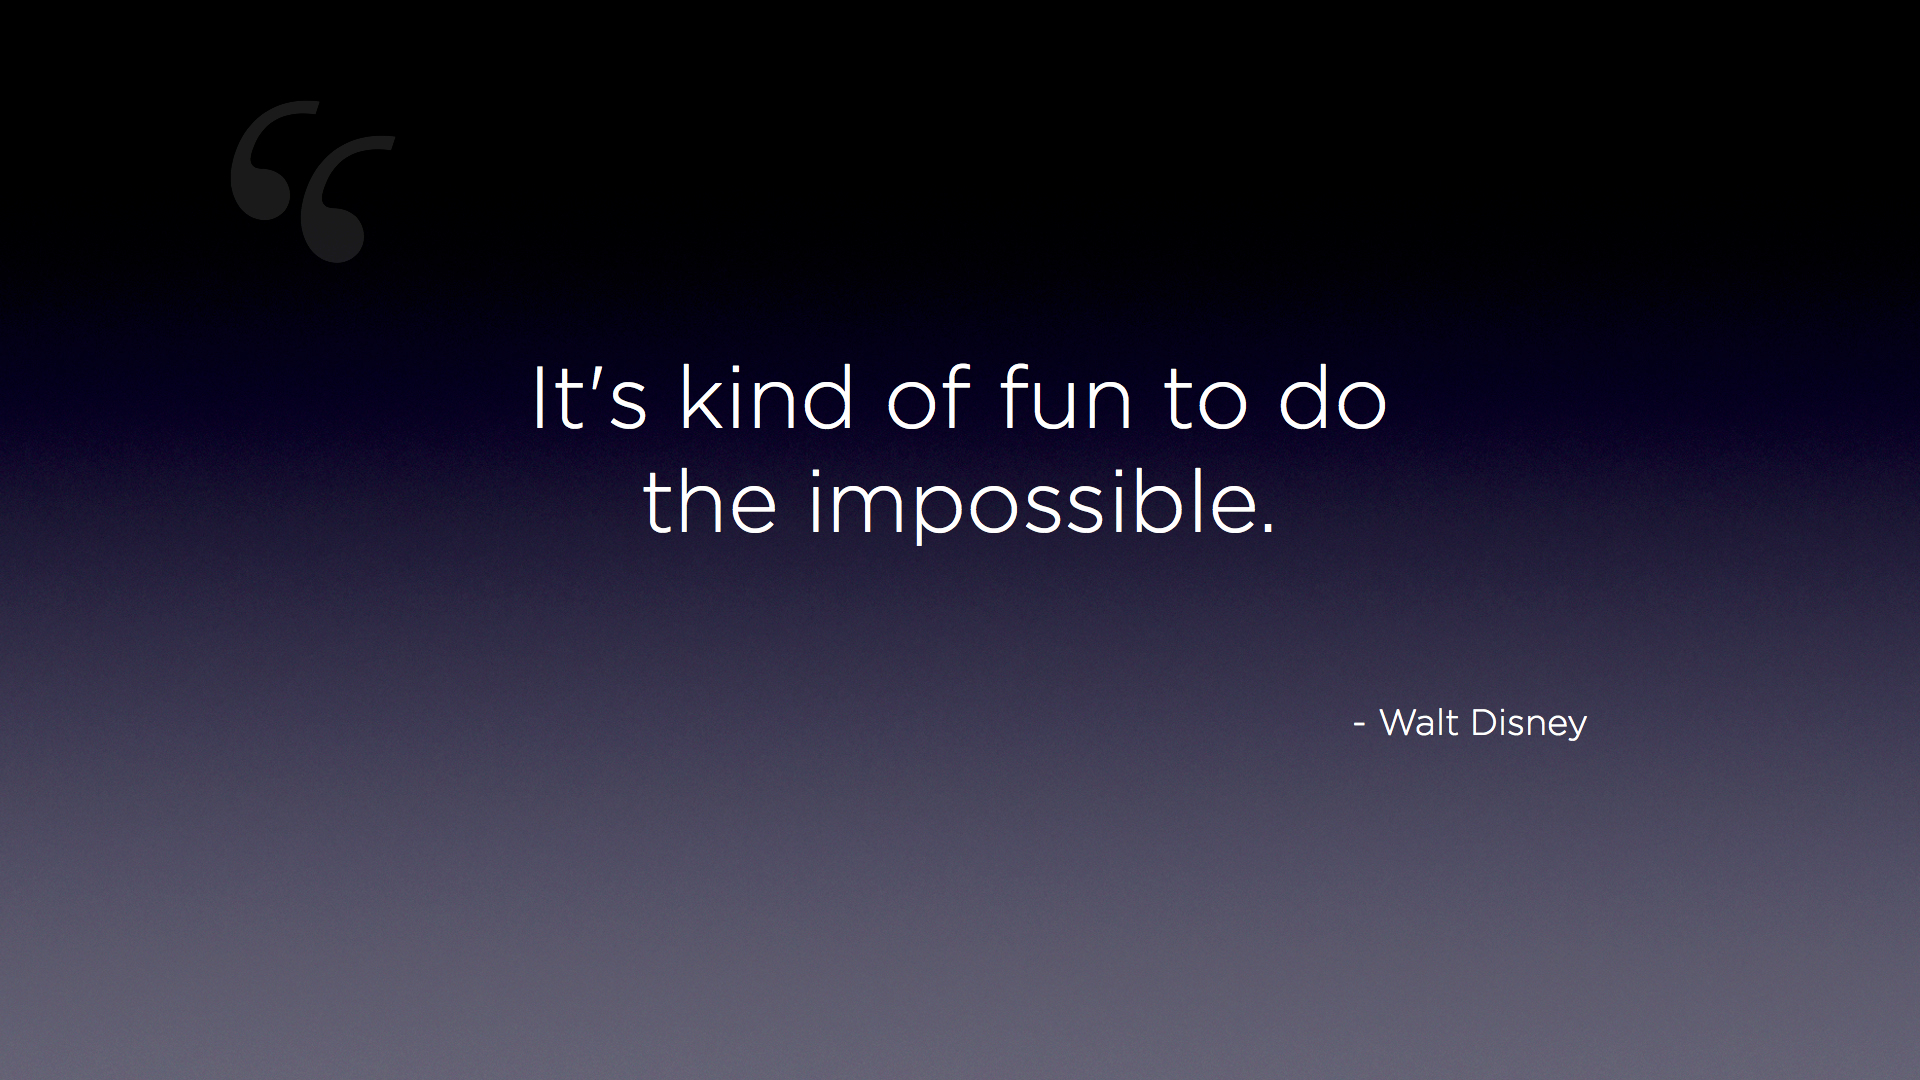 “
It's kind of fun to do
the impossible.
- Walt Disney